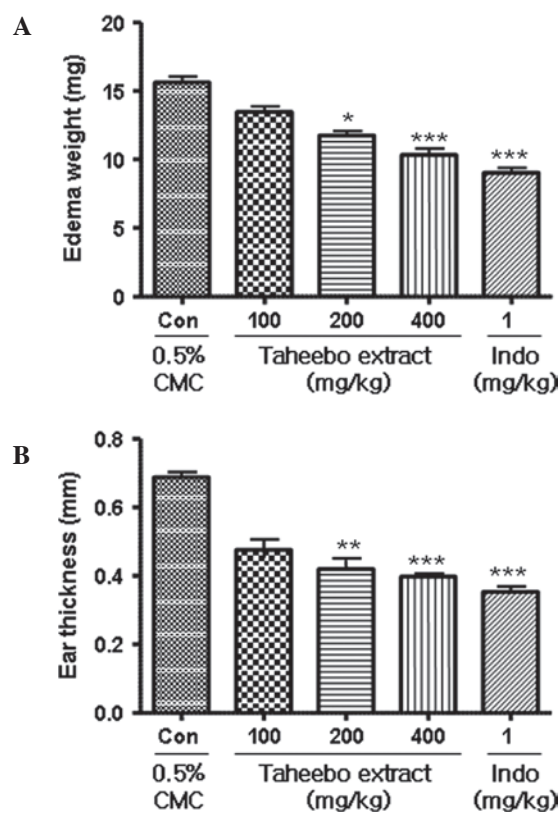 A
Edema weight (mg)
20
15
10
5
0
*
***
***
Con 100 200 400 1
0.5% CMC
Taheebo extract (mg/kg)
Indo (mg/kg)
B
Ear thickness (mm)
0.8
0.6
0.4
0.2
0.0
**
***
***
Con 100 200 400 1
0.5% CMC
Taheebo extract (mg/kg)
Indo (mg/kg)